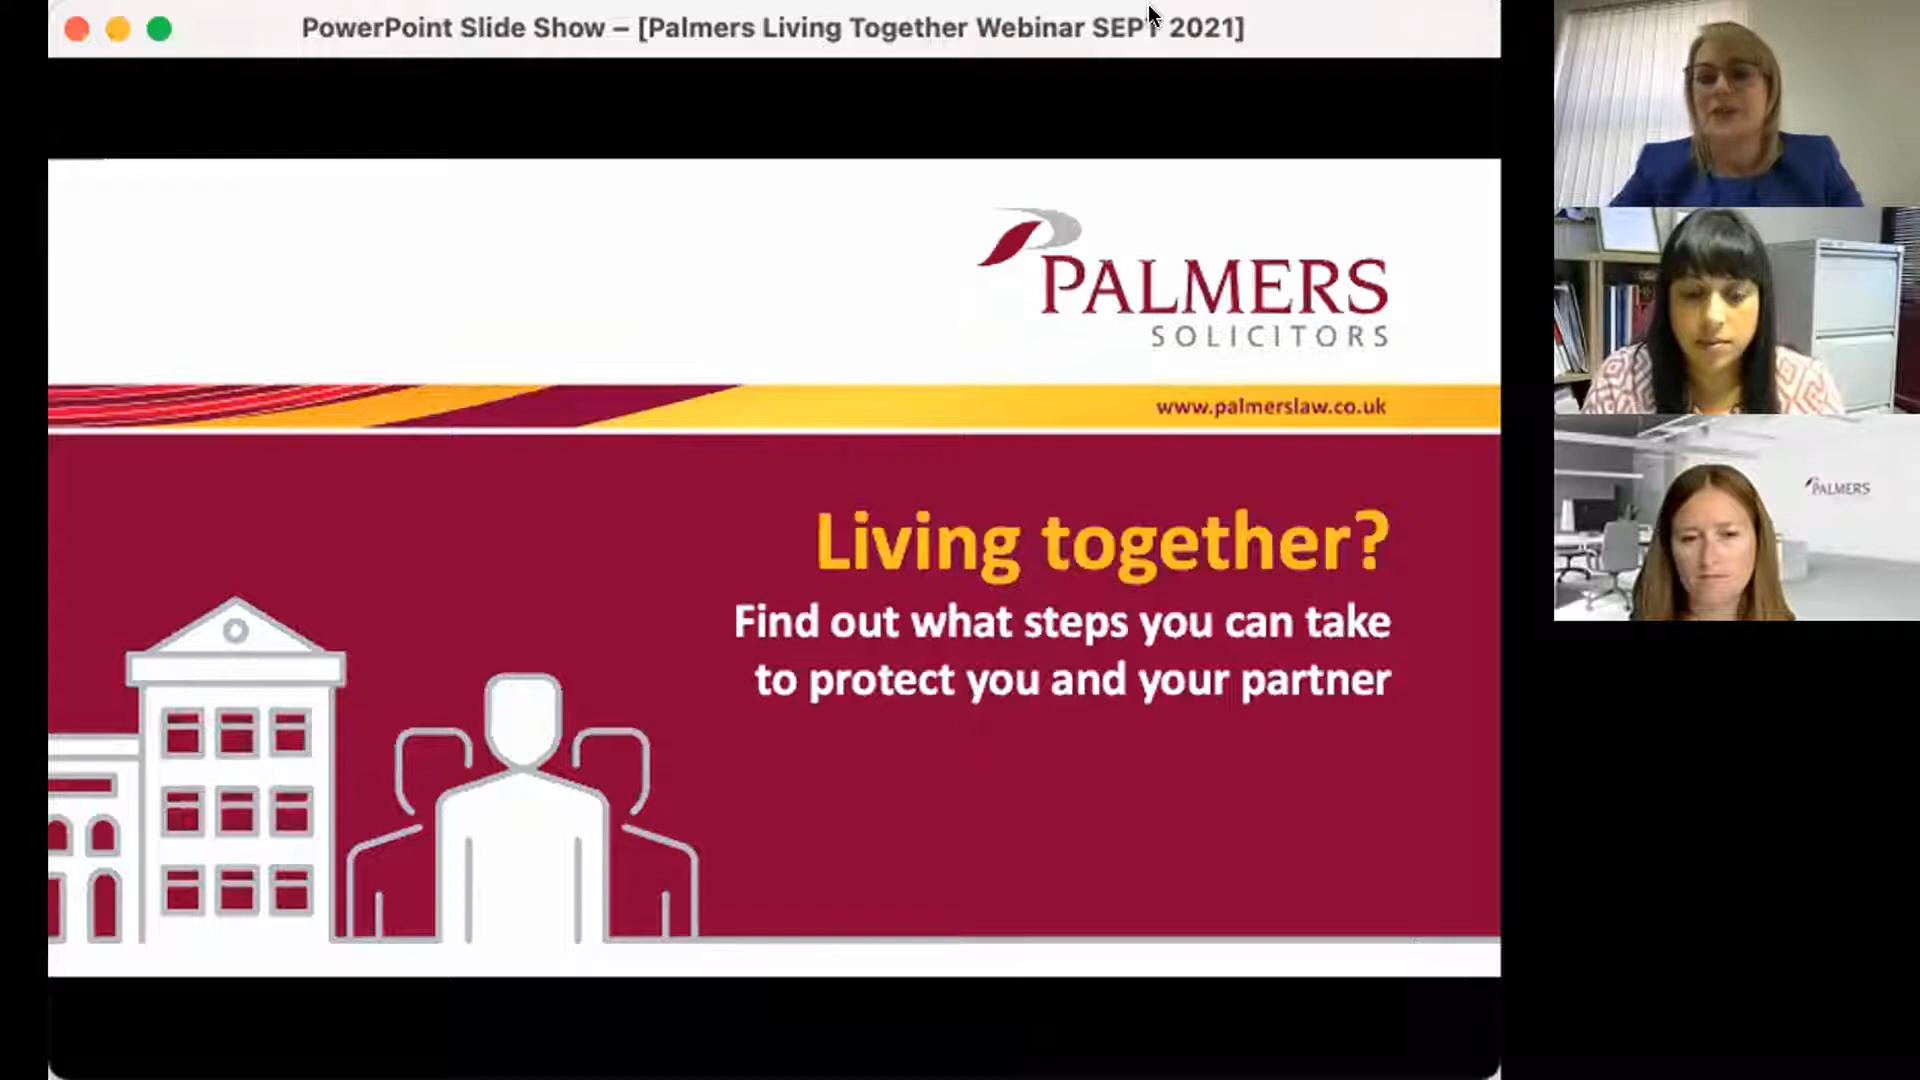 PowerPoint Slide Show – [Palmers Living Together Webinar SEPT 2021]
PALMERS
SOLICITORS
www.palmerslaw.co.uk
Living together?
Find out what steps you can take
to protect you and your partner
PALMERS